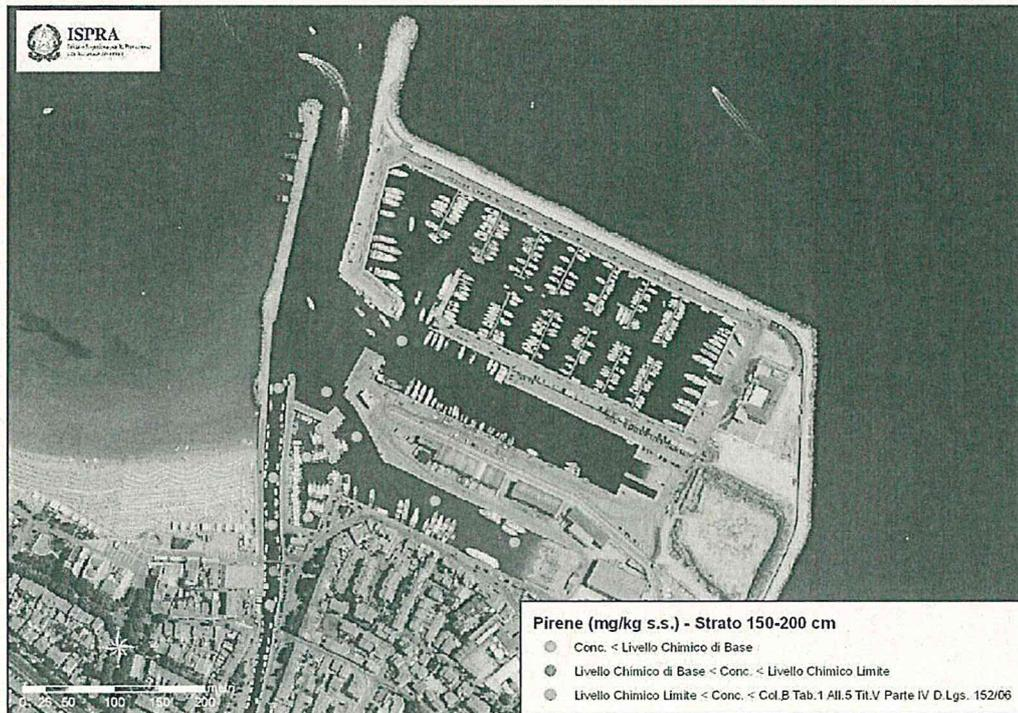 ISPRA
Pirene (mg/kg s.s.) - Strato 150-200 cm
Conc. < Livello Chimico di Base
Livello Chimico di Base < Conc. < Livello Chimico Limite
Livello Chimico Limite < Conc. < Col.B Tab.1 All.5 Tit.V Parte IV D.Lgs. 152/06
0 25 50 100 150 200